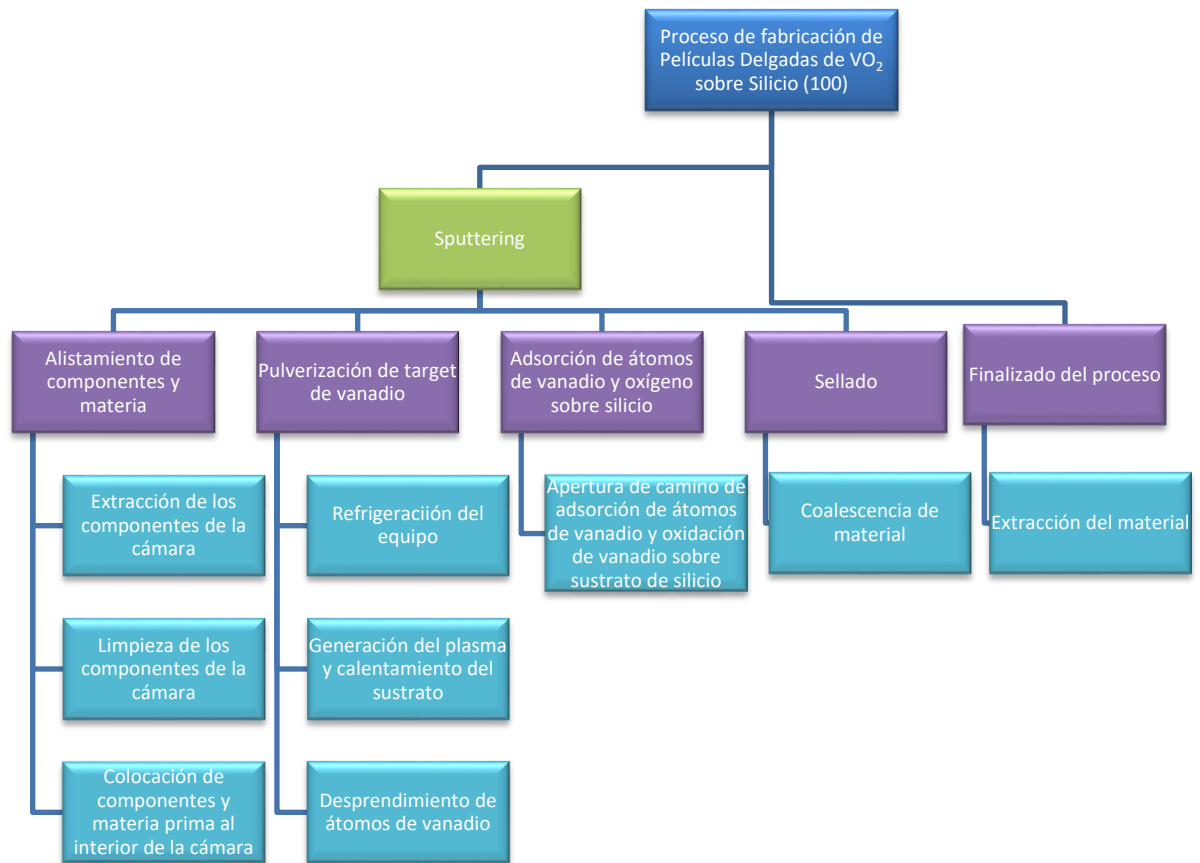 Proceso de fabricación de
Películas Delgadas de VO₂
sobre Silicio (100)
Sputtering
Alistamiento de
componentes y
materia
Pulverización de target
de vanadio
Adsorción de átomos
de vanadio y oxígeno
sobre silicio
Sellado
Finalizado del proceso
Extracción de los
componentes de la
cámara
Refrigeraciión del
equipo
Apertura de camino de
adsorción de átomos
de vanadio y oxidación
de vanadio sobre
sustrato de silicio
Coalescencia de
material
Extracción del material
Limpieza de los
componentes de la
cámara
Generación del plasma
y calentamiento del
sustrato
Colocación de
componentes y
materia prima al
interior de la cámara
Desprendimiento de
átomos de vanadio